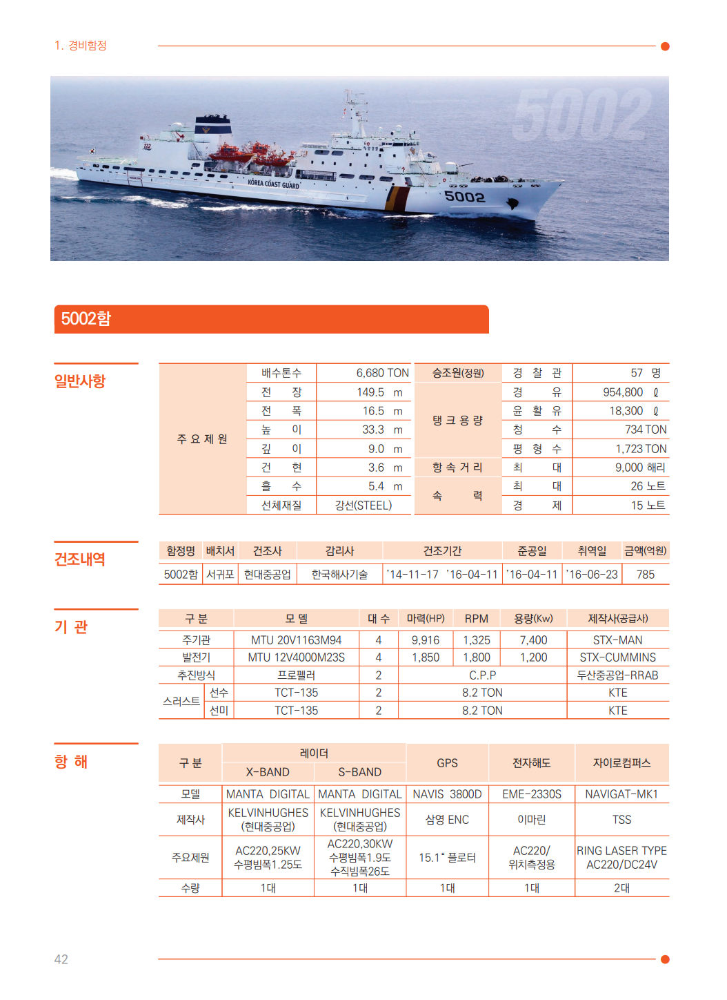 1. 경비함정
5002
122
KOREA COAST GUARD
5002
5002함
일반사항
주 요 제 원
배수톤수 6,680 TON
전 장 149.5 m
전 폭 16.5 m
높 이 33.3 m
깊 이 9.0 m
건 현 3.6 m
흘 수 5.4 m
선체재질 강선(STEEL)
승조원(정원) 경 찰 관 57 명
탱 크 용 량 경 유 954,800 ℓ
윤 활 유 18,300 ℓ
청 수 734 TON
평 형 수 1,723 TON
항 속 거 리 최 대 9,000 해리
속 력 최 대 26 노트
경 제 15 노트
건조내역
함정명 배치서 건조사 감리사 건조기간 준공일 취역일 금액(억원)
5002함 서귀포 현대중공업 한국해사기술 ’14-11-17 ’16-04-11 ’16-04-11 ’16-06-23 785
기 관
구 분 모 델 대 수 마력(HP) RPM 용량(Kw) 제작사(공급사)
주기관 MTU 20V1163M94 4 9,916 1,325 7,400 STX-MAN
발전기 MTU 12V4000M23S 4 1,850 1,800 1,200 STX-CUMMINS
추진방식 프로펠러 2 C.P.P 두산중공업-RRAB
스러스트 선수 TCT-135 2 8.2 TON KTE
선미 TCT-135 2 8.2 TON KTE
항 해
구 분 레이더 GPS 전자해도 자이로컴퍼스
X-BAND S-BAND
모델 MANTA DIGITAL MANTA DIGITAL NAVIS 3800D EME-2330S NAVIGAT-MK1
제작사 KELVINHUGHES (현대중공업) KELVINHUGHES (현대중공업) 삼영 ENC 이마린 TSS
주요제원 AC220,25KW 수평빔폭1.25도 AC220,30KW 수평빔폭1.9도 수직빔폭26도 15.1“ 플로터 AC220/ 위치측정용 RING LASER TYPE AC220/DC24V
수량 1대 1대 1대 1대 2대
42